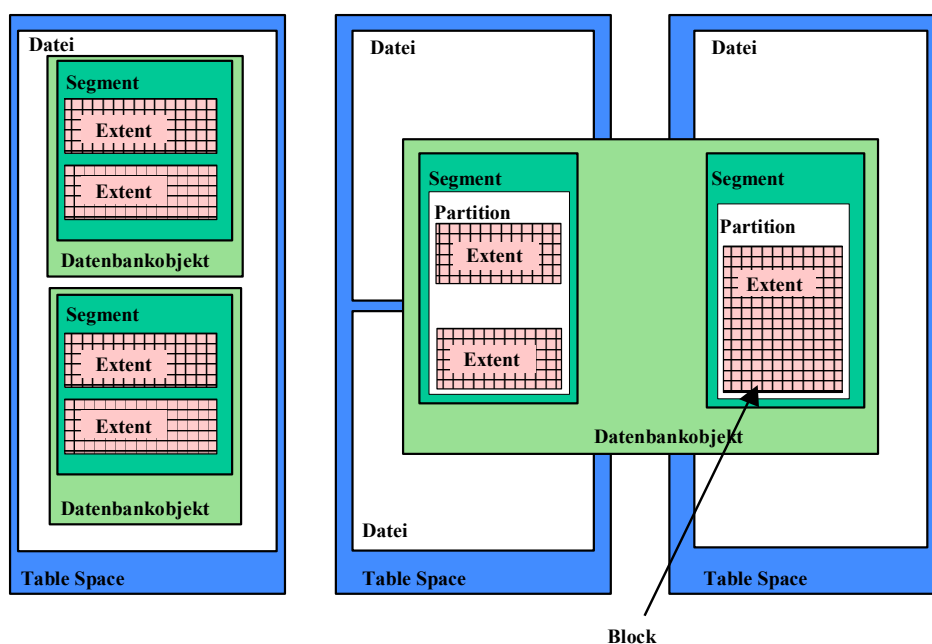 Datei
Segment
Extent
Extent
Datenbankobjekt
Segment
Extent
Extent
Datenbankobjekt
Table Space
Datei
Datei
Segment
Partition
Extent
Extent
Segment
Partition
Extent
Datenbankobjekt
Datei
Table Space
Table Space
Block